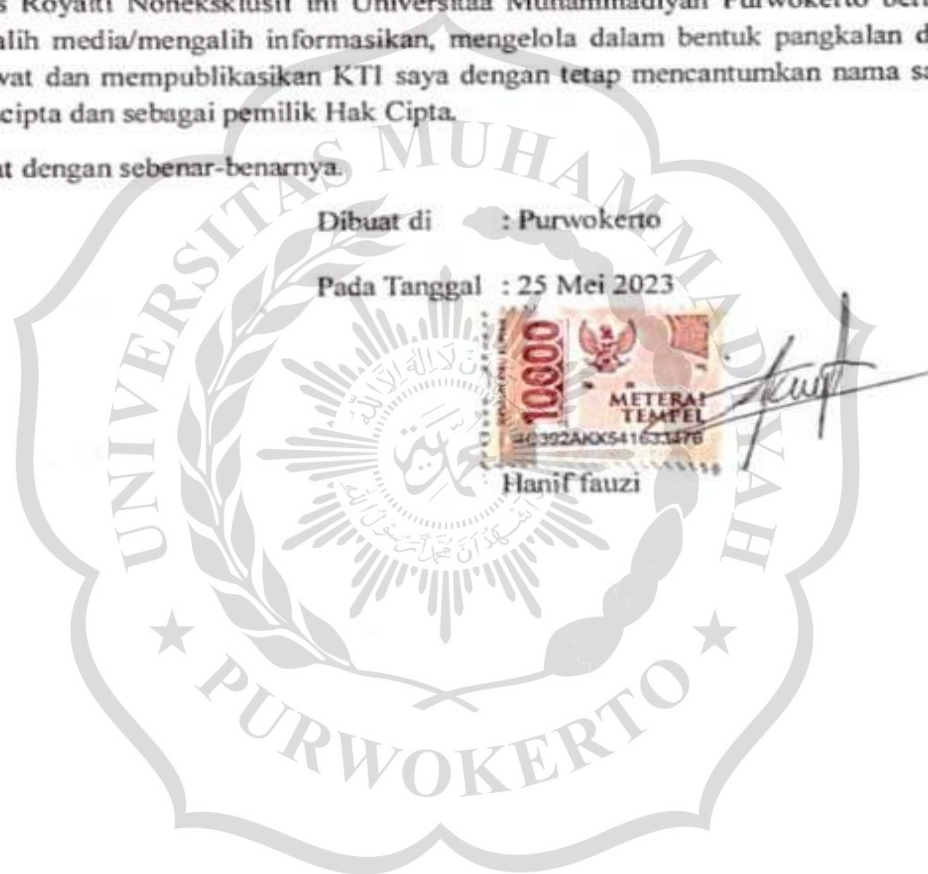 s Royalti Noneksklusif ini Universitaa Muhammadiyah Purwokerto ber
alih media/mengalih informasikan, mengelola dalam bentuk pangkalan d
wat dan mempublikasikan KTI saya dengan tetap mencantumkan nama sa
cipta dan sebagai pemilik Hak Cipta.
at dengan sebenar-benarnya.
Dibuat di : Purwokerto
Pada Tanggal : 25 Mei 2023
10000
METERAI
TEMPEL
Hanif fauzi
UNIVERSITAS MUHAMMADIYAH
PURWOKERTO